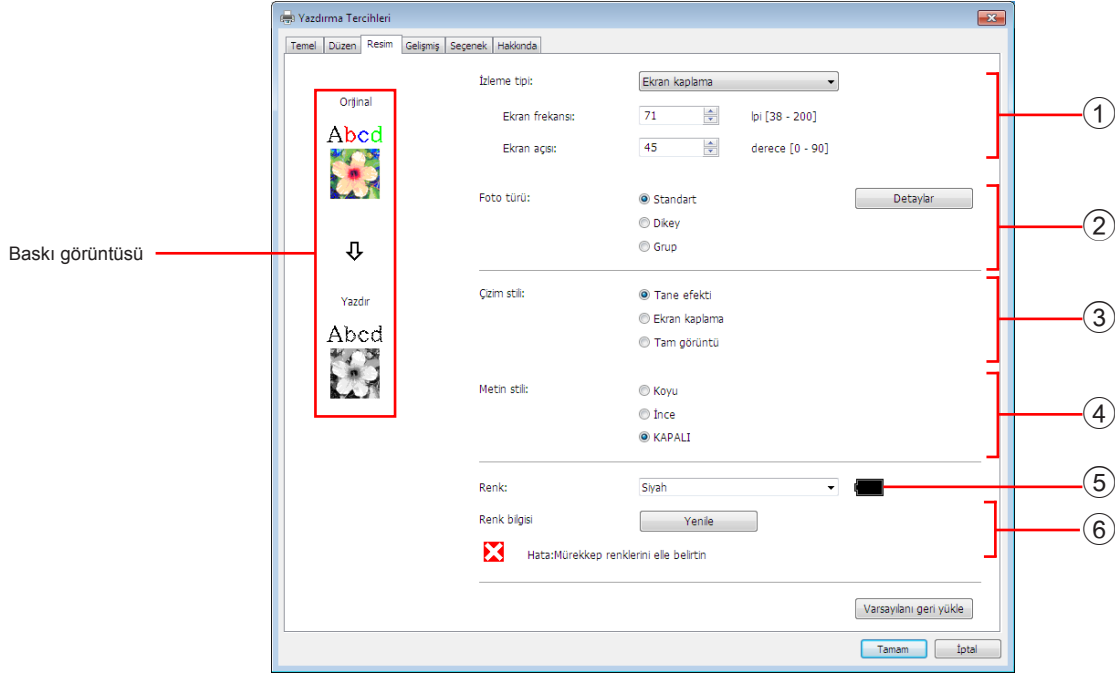 Yazdırma Tercihleri
Temel Düzen Resim Gelişmiş Seçenek Hakkında
Baskı görüntüsü
Orijinal
Abcd
Yazdır
Abcd
İzleme tipi: Ekran kaplama
Ekran frekansı: 71 lpi [38 - 200]
Ekran açısı: 45 derece [0 - 90]
1
Foto türü: Standart Detaylar
Dikey
Grup
2
Çizim stili: Tane efekti
Ekran kaplama
Tam görüntü
3
Metin stili: Koyu
İnce
KAPALI
4
Renk: Siyah
5
Renk bilgisi Yenile
Hata:Mürekkep renklerini elle belirtin
6
Varsayılanı geri yükle
Tamam İptal